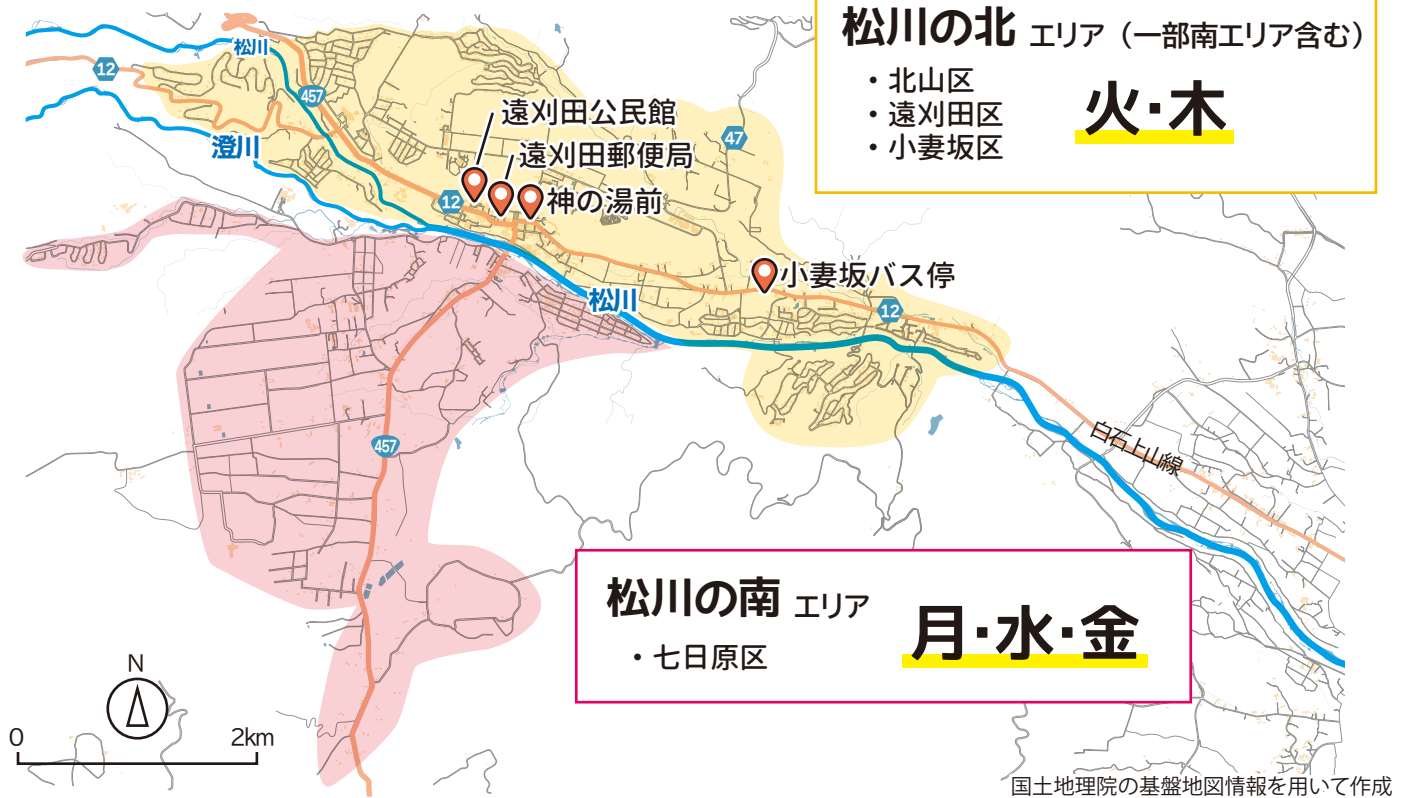 松川の北 エリア（一部南エリア含む）
・北山区
・遠刈田区
・小妻坂区
火・木
松川
12
457
澄川
遠刈田公民館
47
遠刈田郵便局
12
神の湯前
小妻坂バス停
松川
12
白石上山線
457
松川の南 エリア
・七日原区
月・水・金
N
0
2km
国土地理院の基盤地図情報を用いて作成